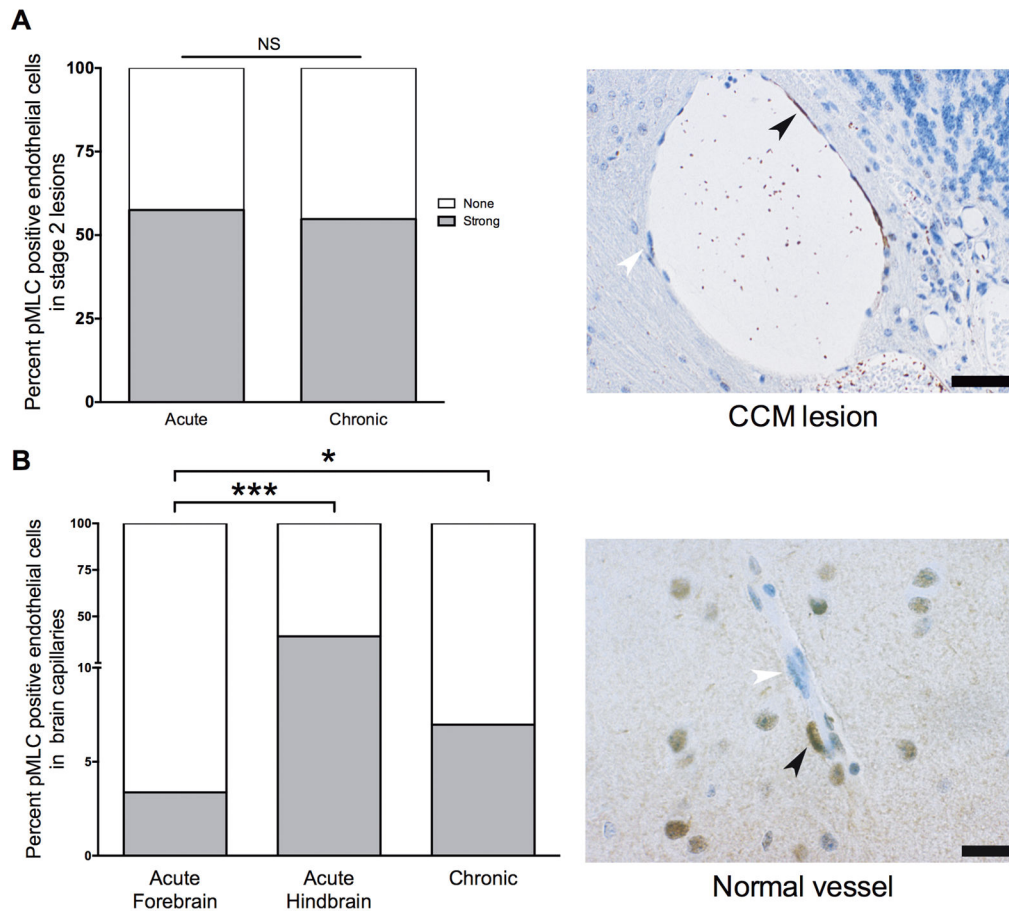 A
NS
100
75
50
25
0
Percent pMLC positive endothelial cells
in stage 2 lesions
Acute
Chronic
None
Strong
CCM lesion
B
*
***
100
75
50
10
5
0
Percent pMLC positive endothelial cells
in brain capillaries
Acute
Forebrain
Acute
Hindbrain
Chronic
Normal vessel